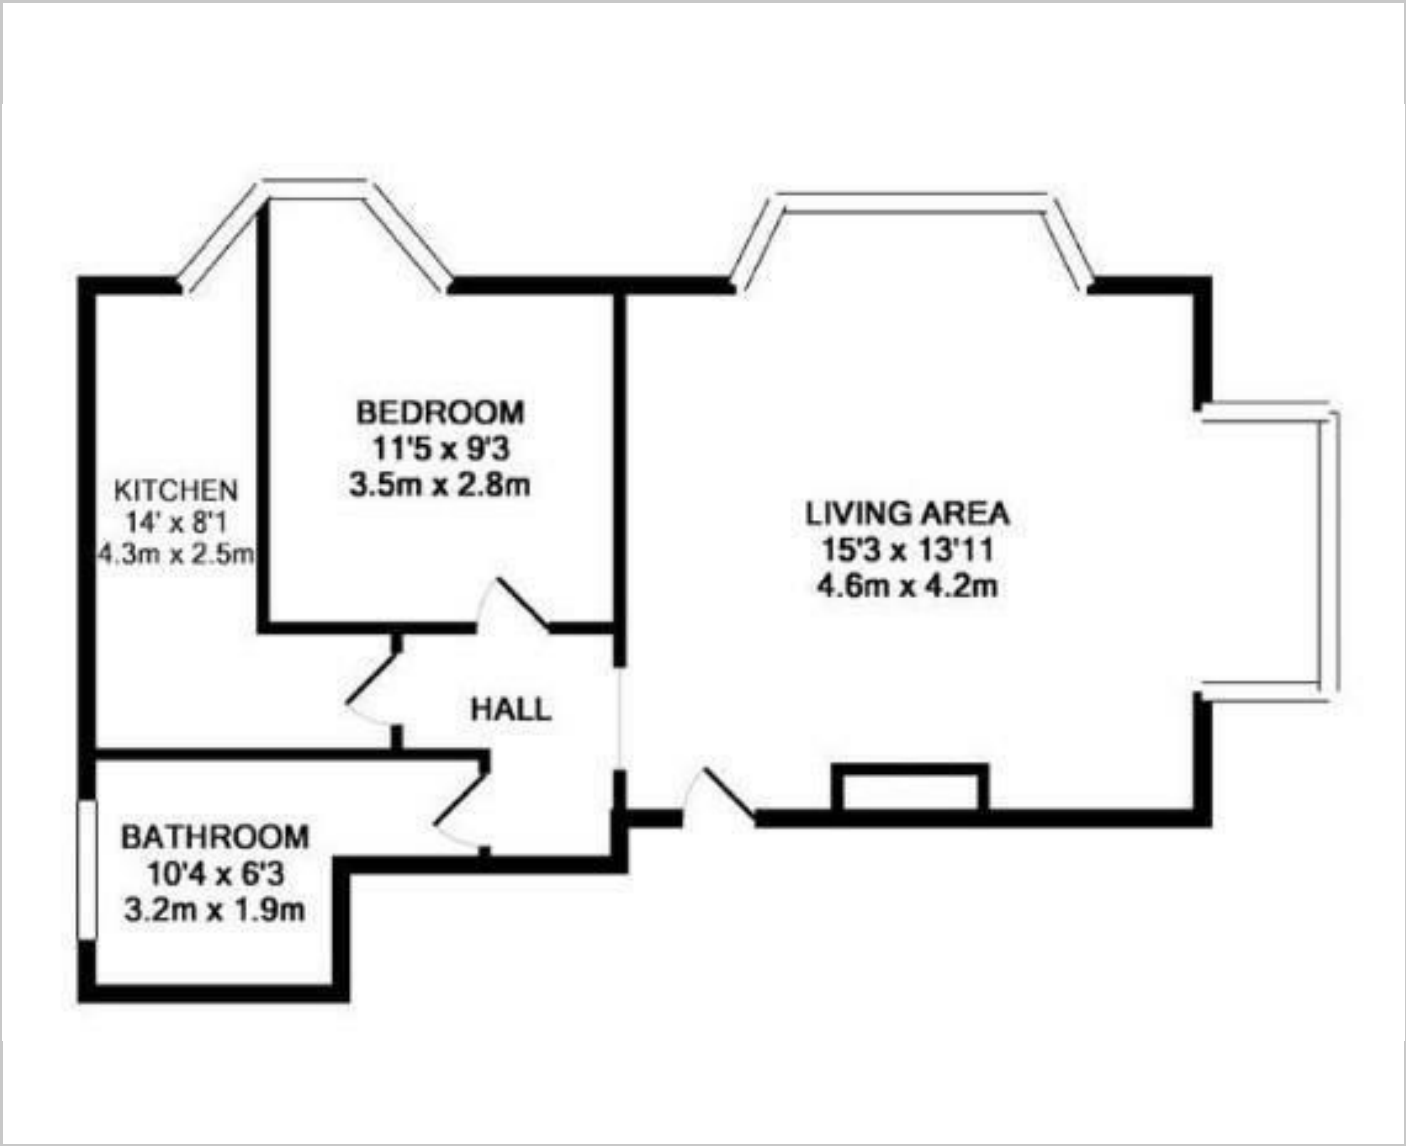 BEDROOM
11'5 x 9'3
3.5m x 2.8m
KITCHEN
14' x 8'1
4.3m x 2.5m
LIVING AREA
15'3 x 13'11
4.6m x 4.2m
HALL
BATHROOM
10'4 x 6'3
3.2m x 1.9m